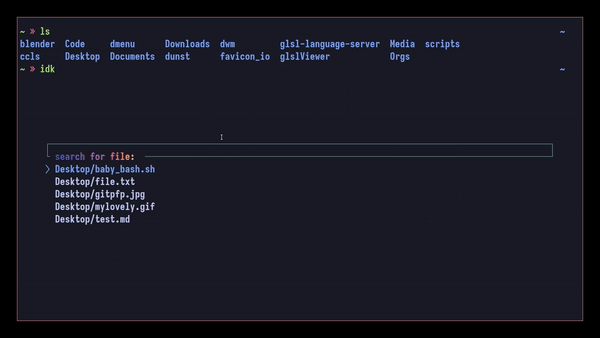 ~ » ls ~
blender Code dmenu Downloads dwm glsl-language-server Media scripts
ccls Desktop Documents dunst favicon_io glslViewer Orgs
~ » idk ~
search for file:
> Desktop/baby_bash.sh
Desktop/file.txt
Desktop/gitpfp.jpg
Desktop/mylovely.gif
Desktop/test.md